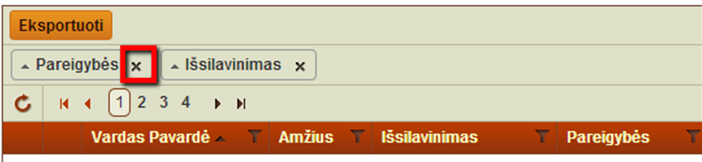 Eksportuoti
Pareigybės × Išsilavinimas ×
1 2 3 4
Vardas Pavardė Amžius Išsilavinimas Pareigybės